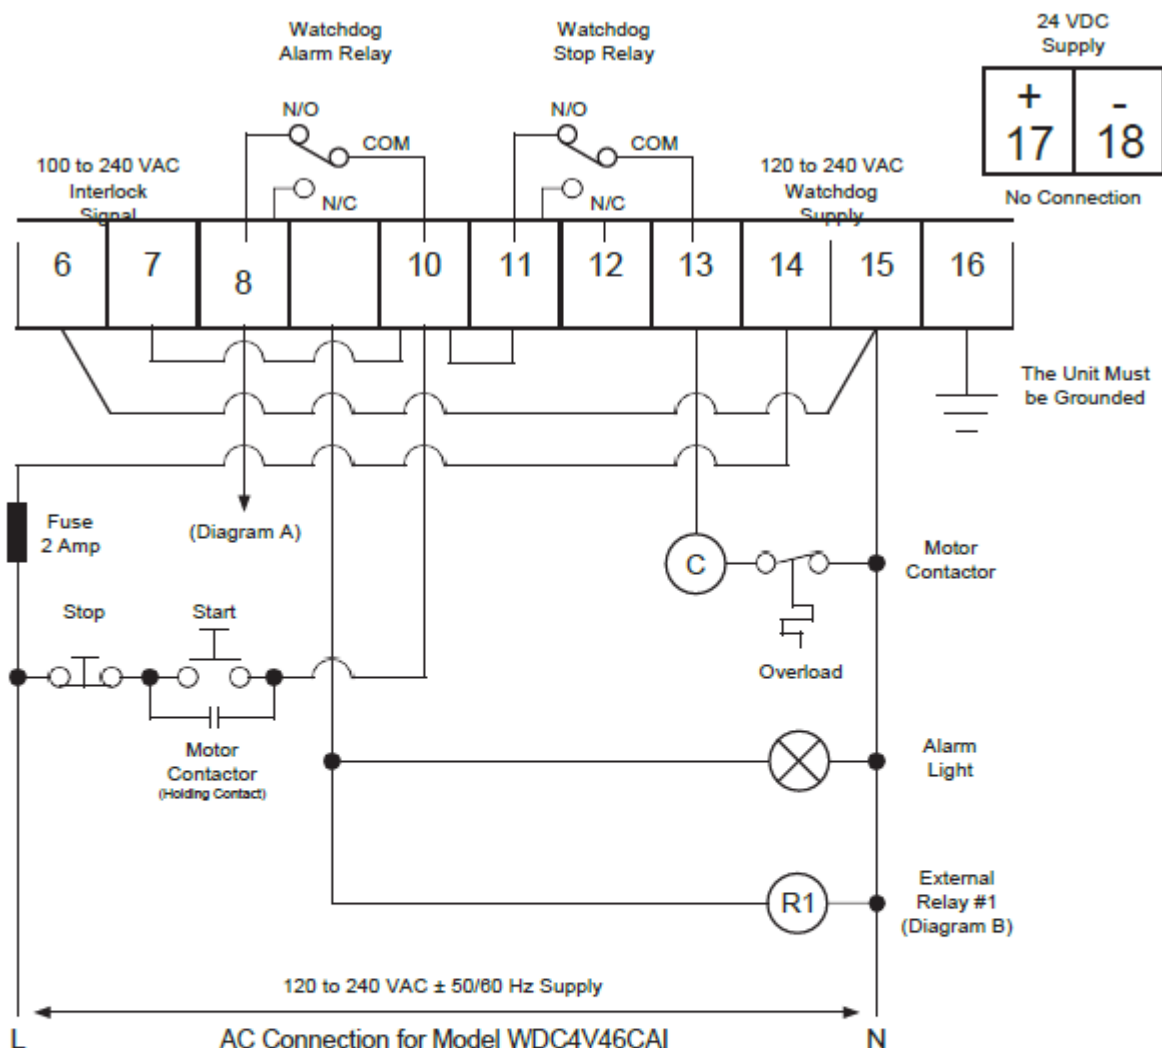 Watchdog
Alarm Relay
Watchdog
Stop Relay
24 VDC
Supply
N/O
COM
N/C
N/O
COM
N/C
+
17
-
18
No Connection
100 to 240 VAC
Interlock
Signal
120 to 240 VAC
Watchdog
Supply
6
7
8
10
11
12
13
14
15
16
The Unit Must
be Grounded
Fuse
2 Amp
(Diagram A)
C
Motor
Contactor
Stop
Start
Overload
Motor
Contactor
(Holding Contact)
Alarm
Light
R1
External
Relay #1
(Diagram B)
120 to 240 VAC ± 50/60 Hz Supply
L
AC Connection for Model WDC4V46CAI
N